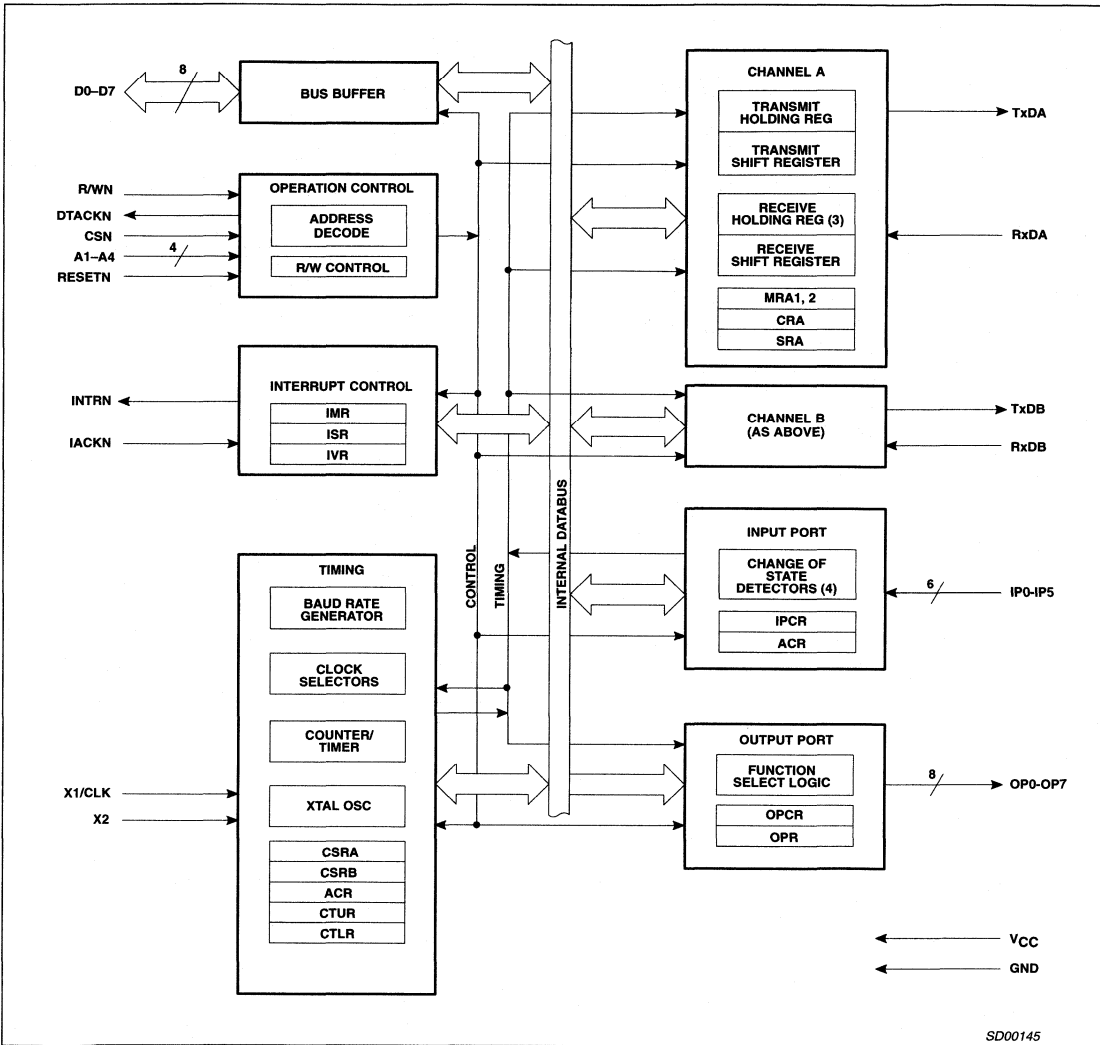 D0–D7
8
BUS BUFFER
R/WN
DTACKN
CSN
A1–A4
4
RESETN
OPERATION CONTROL
ADDRESS
DECODE
R/W CONTROL
INTRN
IACKN
INTERRUPT CONTROL
IMR
ISR
IVR
TIMING
BAUD RATE
GENERATOR
CLOCK
SELECTORS
COUNTER/
TIMER
X1/CLK
X2
XTAL OSC
CSRA
CSRB
ACR
CTUR
CTLR
CONTROL
TIMING
INTERNAL DATABUS
CHANNEL A
TRANSMIT
HOLDING REG
TRANSMIT
SHIFT REGISTER
RECEIVE
HOLDING REG (3)
RECEIVE
SHIFT REGISTER
MRA1, 2
CRA
SRA
TxDA
RxDA
CHANNEL B
(AS ABOVE)
TxDB
RxDB
INPUT PORT
CHANGE OF
STATE
DETECTORS (4)
IPCR
ACR
6
IP0-IP5
OUTPUT PORT
FUNCTION
SELECT LOGIC
OPCR
OPR
8
OP0-OP7
VCC
GND
SD00145